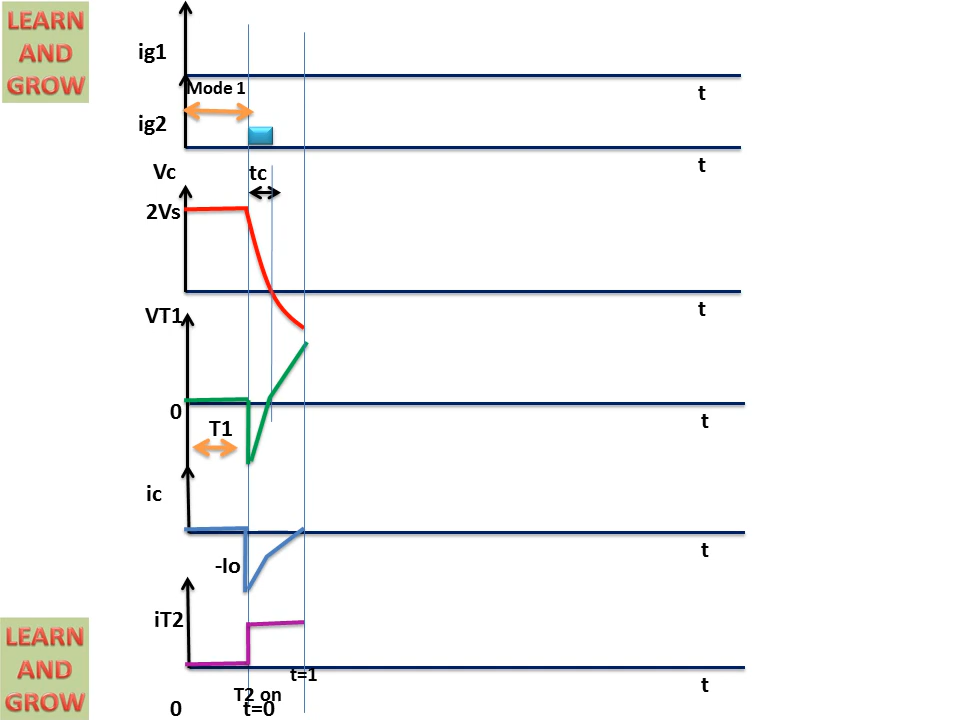 LEARN
AND
GROW
ig1
t
Mode 1
ig2
t
Vc
tc
2Vs
t
VT1
0
T1
t
ic
t
-Io
iT2
t=1
t
T2 on
0
t=0
LEARN
AND
GROW